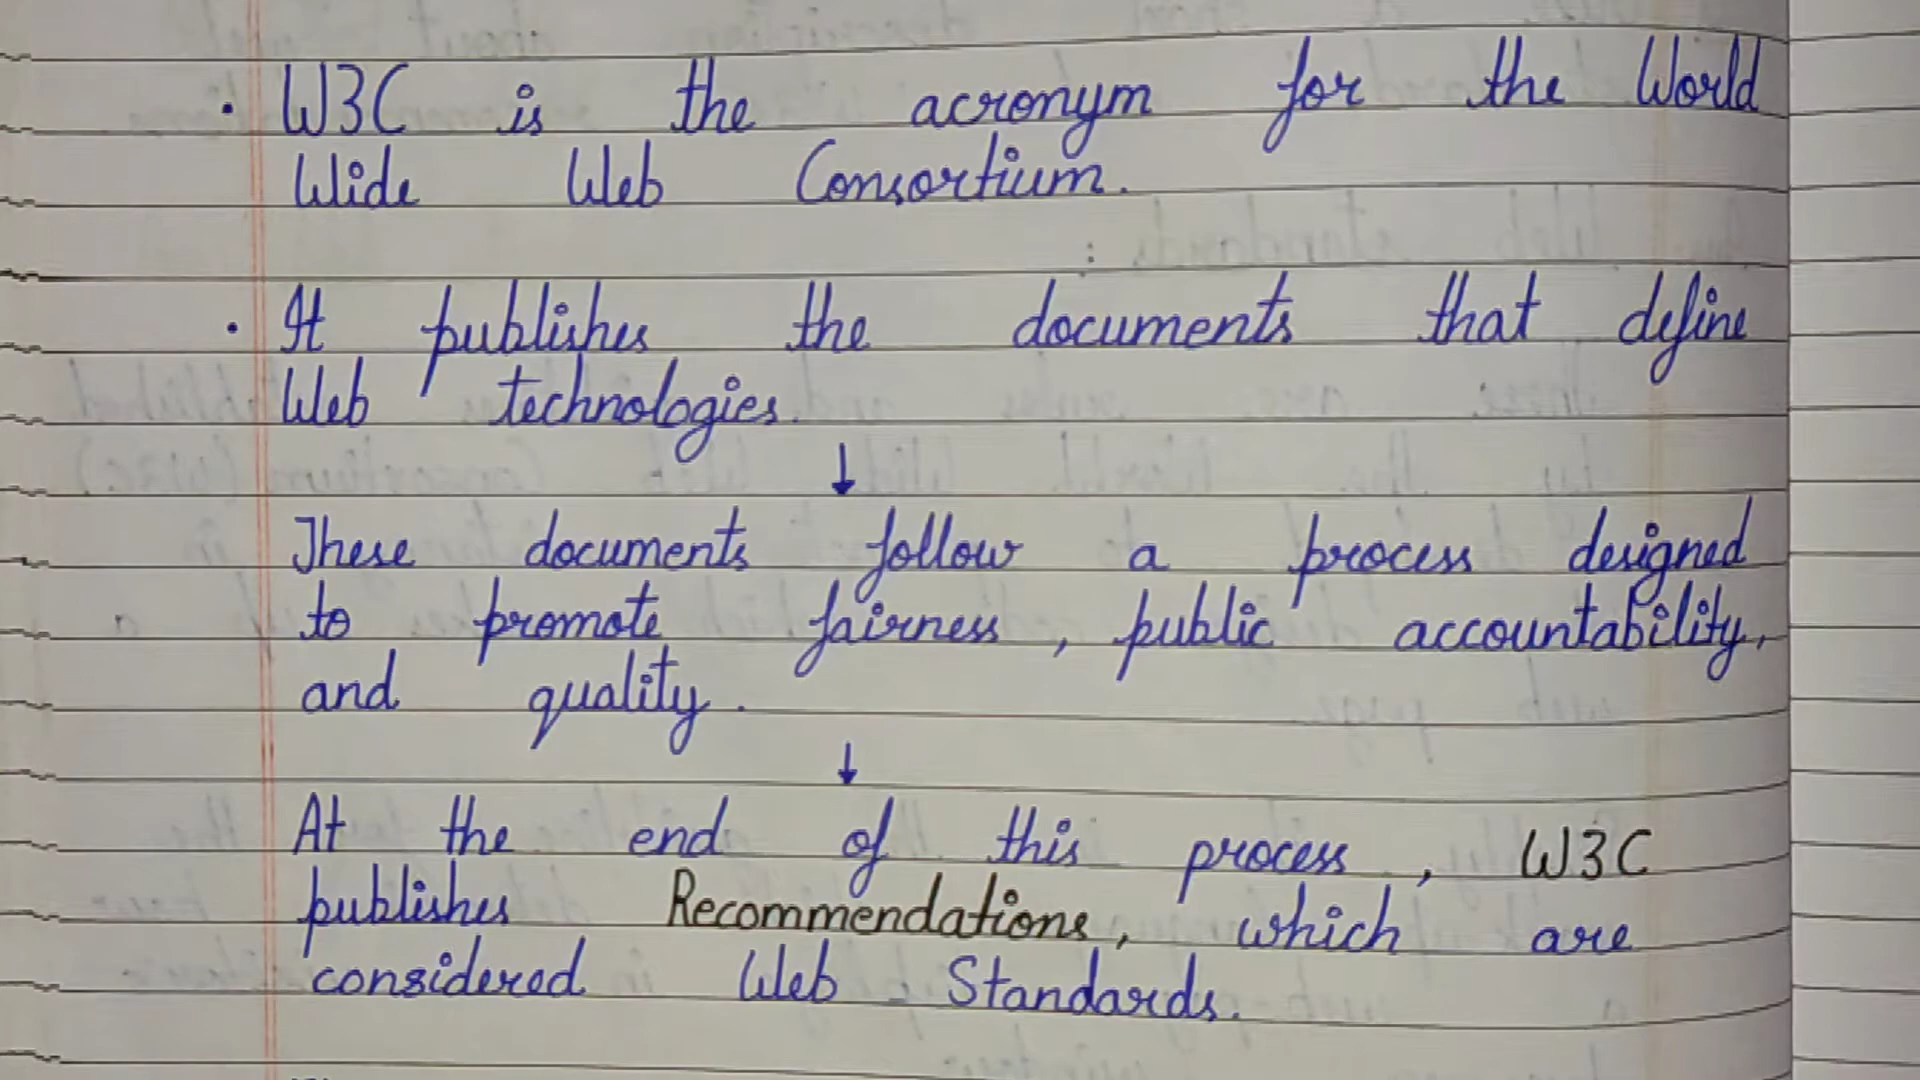 • W3C is the acronym for the World
Wide Web Consortium.
• It publishes the documents that define
Web technologies.
↓
These documents follow a process designed
to promote fairness, public accountability,
and quality.
↓
At the end of this process, W3C
publishes Recommendations, which are
considered Web Standards.